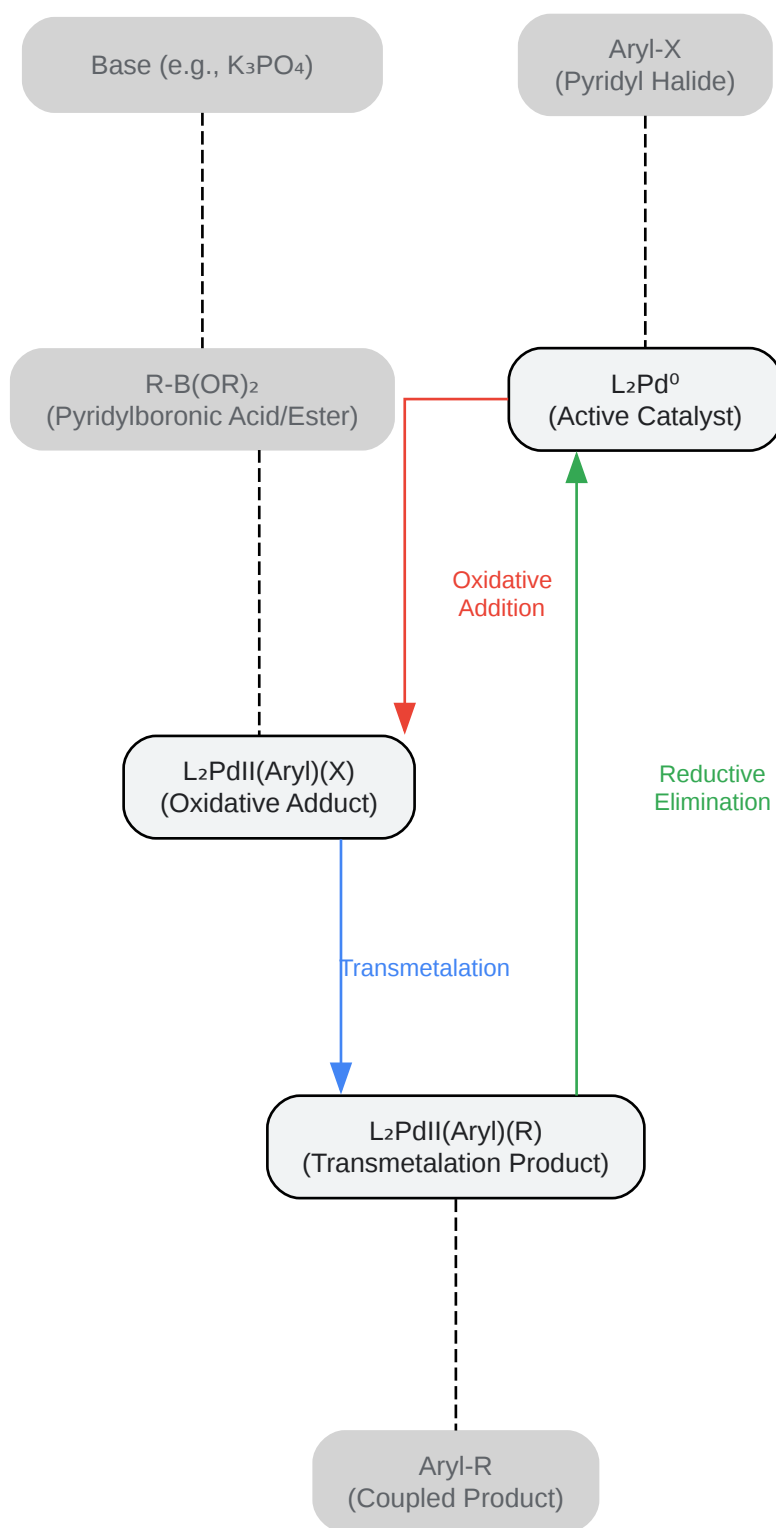 Base (e.g., K₃PO₄)
Aryl-X
(Pyridyl Halide)
R-B(OR)₂
(Pyridylboronic Acid/Ester)
L₂Pd⁰
(Active Catalyst)
Oxidative
Addition
L₂PdII(Aryl)(X)
(Oxidative Adduct)
Reductive
Elimination
Transmetalation
L₂PdII(Aryl)(R)
(Transmetalation Product)
Aryl-R
(Coupled Product)